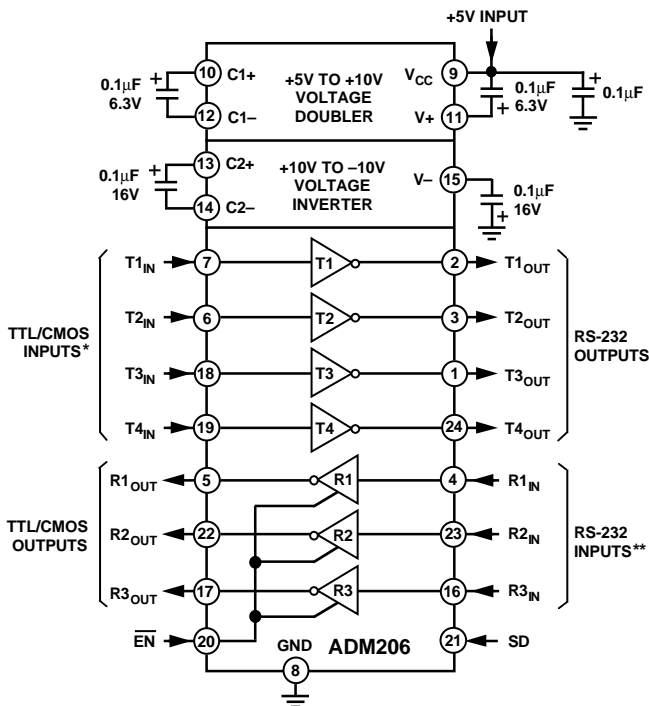 +5V INPUT
10 C1+ +5V TO +10V VOLTAGE DOUBLER VCC 9
0.1μF 6.3V
+
12 C1– V+ 11
+ 0.1μF 6.3V
+ 0.1μF
13 C2+ +10V TO –10V VOLTAGE INVERTER V– 15
+
0.1μF 16V
14 C2–
0.1μF
+ 16V
T1IN 7 T1 2 T1OUT
T2IN 6 T2 3 T2OUT
TTL/CMOS INPUTS*
RS-232 OUTPUTS
T3IN 18 T3 1 T3OUT
T4IN 19 T4 24 T4OUT
R1OUT 5 R1 4 R1IN
TTL/CMOS OUTPUTS
R2OUT 22 R2 23 R2IN
RS-232 INPUTS**
R3OUT 17 R3 16 R3IN
EN 20 GND ADM206 21 SD
8